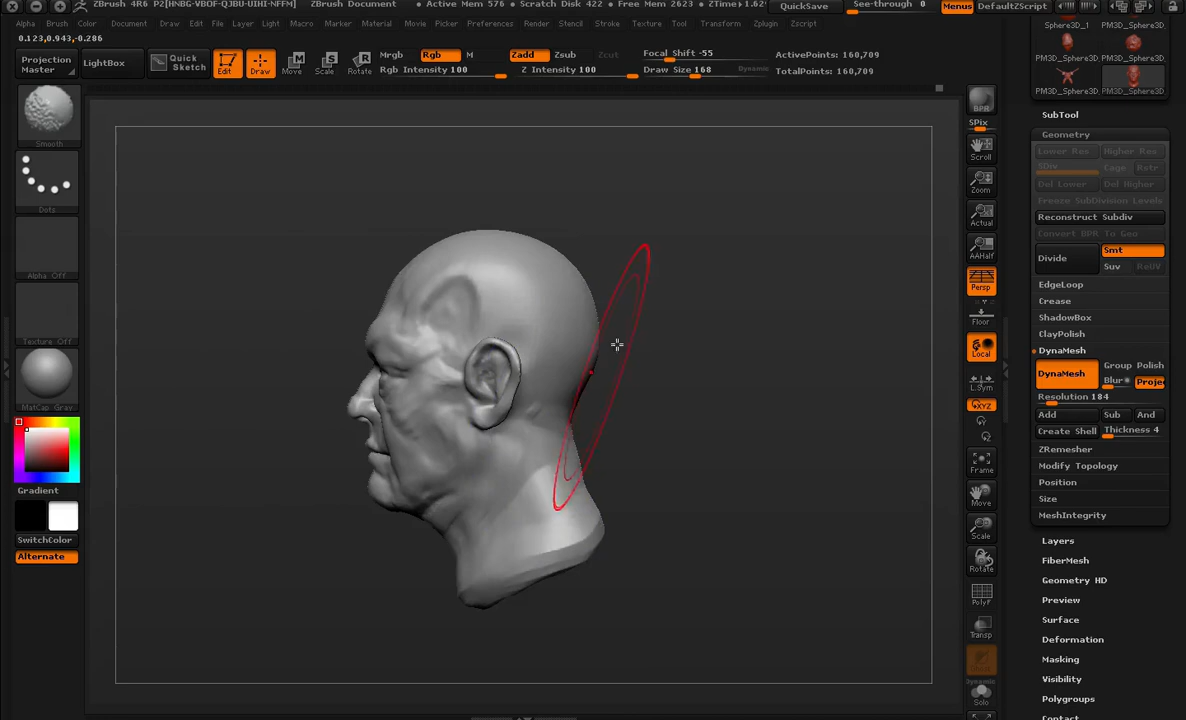 ZBrush 4R6 P2[HNBG-VBOF-QJBU-UIHI-NFFM]
ZBrush Document
• Active Mem 576 • Scratch Disk 422 • Free Mem 2623 • ZTime▸1.62
QuickSave
See-through 0
Menus
DefaultZScript
Alpha Brush Color Document Draw Edit File Layer Light Macro Marker Material Movie Picker Preferences Render Stencil Stroke Texture Tool Transform Zplugin Zscript
0.123,0.943,-0.286
Projection
Master
LightBox
Quick
Sketch
Edit
Draw
Move
Scale
Rotate
Mrgb Rgb M
Rgb Intensity 100
Zadd Zsub Zcut
Z Intensity 100
Focal Shift -55
Draw Size 168 Dynamic
ActivePoints: 160,709
TotalPoints: 160,709
Smooth
Dots
Alpha Off
Texture Off
MatCap Gray
Gradient
SwitchColor
Alternate
BPR
SPix
Scroll
Zoom
Actual
AAHalf
Persp
Floor
Local
L.Sym
XYZ
Frame
Move
Scale
Rotate
PolyF
Transp
Dynamic
Solo
Sphere3D_1 PM3D_Sphere3D
PM3D_Sphere3D PM3D_Sphere3D
PM3D_Sphere3D PM3D_Sphere3D
SubTool
Geometry
Lower Res Higher Res
SDiv Cage Rstr
Del Lower Del Higher
Freeze SubDivision Levels
Reconstruct Subdiv
Convert BPR To Geo
Divide
Smt
Suv ReUV
EdgeLoop
Crease
ShadowBox
ClayPolish
DynaMesh
DynaMesh
Group Polish
Blur Proje
Resolution 184
Add Sub And
Create Shell Thickness 4
ZRemesher
Modify Topology
Position
Size
MeshIntegrity
Layers
FiberMesh
Geometry HD
Preview
Surface
Deformation
Masking
Visibility
Polygroups
Contact